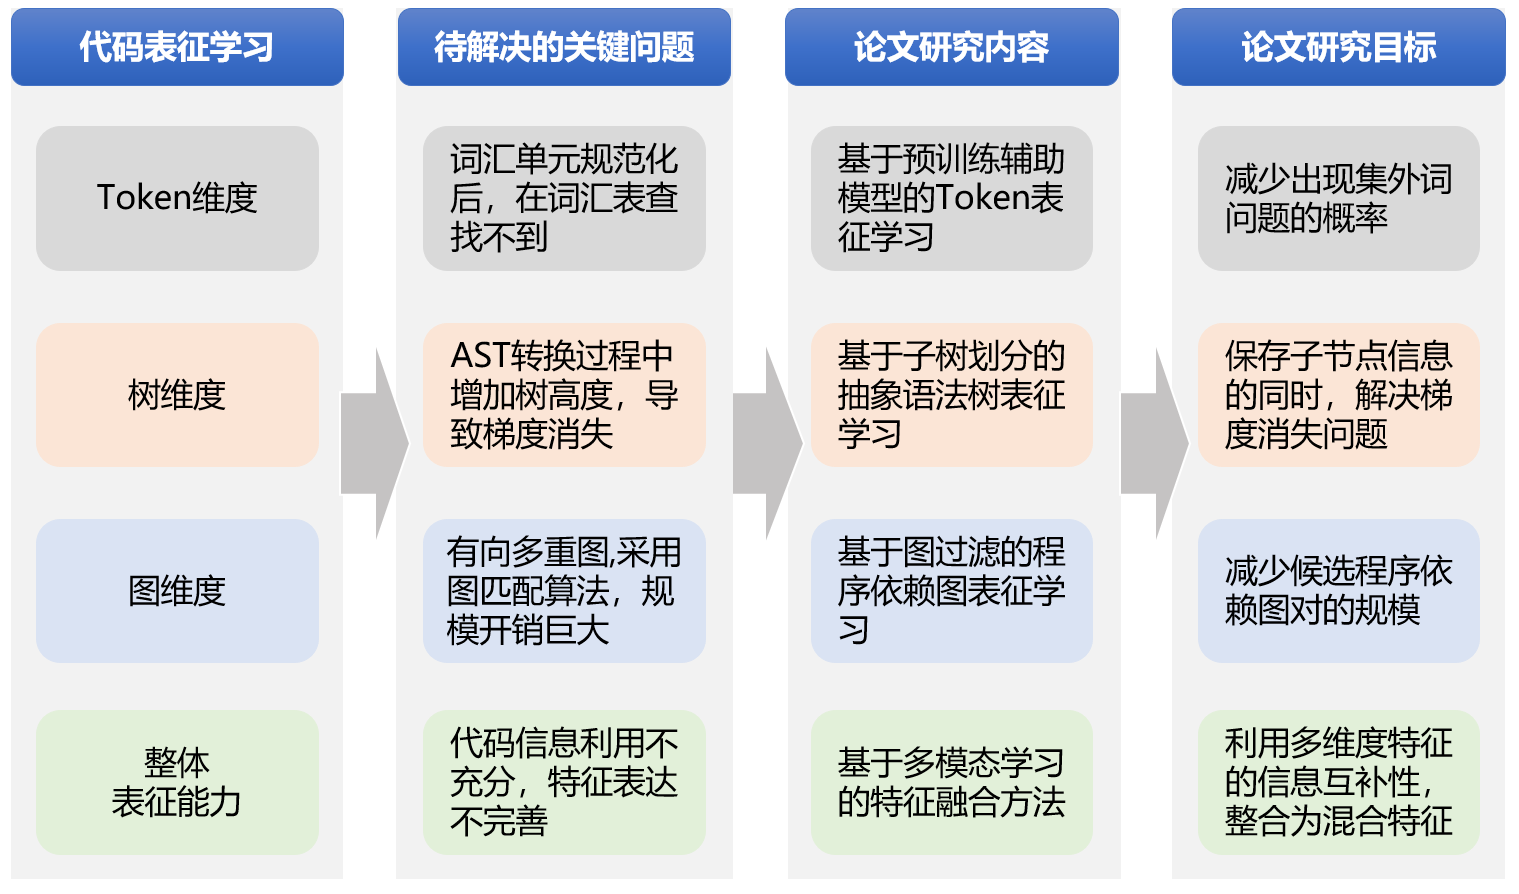 代码表征学习
待解决的关键问题
论文研究内容
论文研究目标
Token维度
词汇单元规范化
后，在词汇表查
找不到
基于预训练辅助
模型的Token表
征学习
减少出现集外词
问题的概率
树维度
AST转换过程中
增加树高度，导
致梯度消失
基于子树划分的
抽象语法树表征
学习
保存子节点信息
的同时，解决梯
度消失问题
图维度
有向多重图,采用
图匹配算法，规
模开销巨大
基于图过滤的程
序依赖图表征学
习
减少候选程序依
赖图对的规模
整体
表征能力
代码信息利用不
充分，特征表达
不完善
基于多模态学习
的特征融合方法
利用多维度特征
的信息互补性，
整合为混合特征